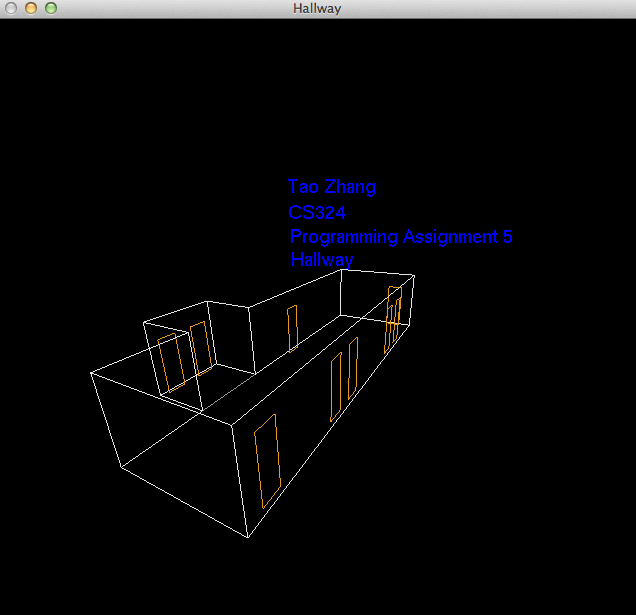 Hallway
Tao Zhang
CS324
Programming Assignment 5
Hallway